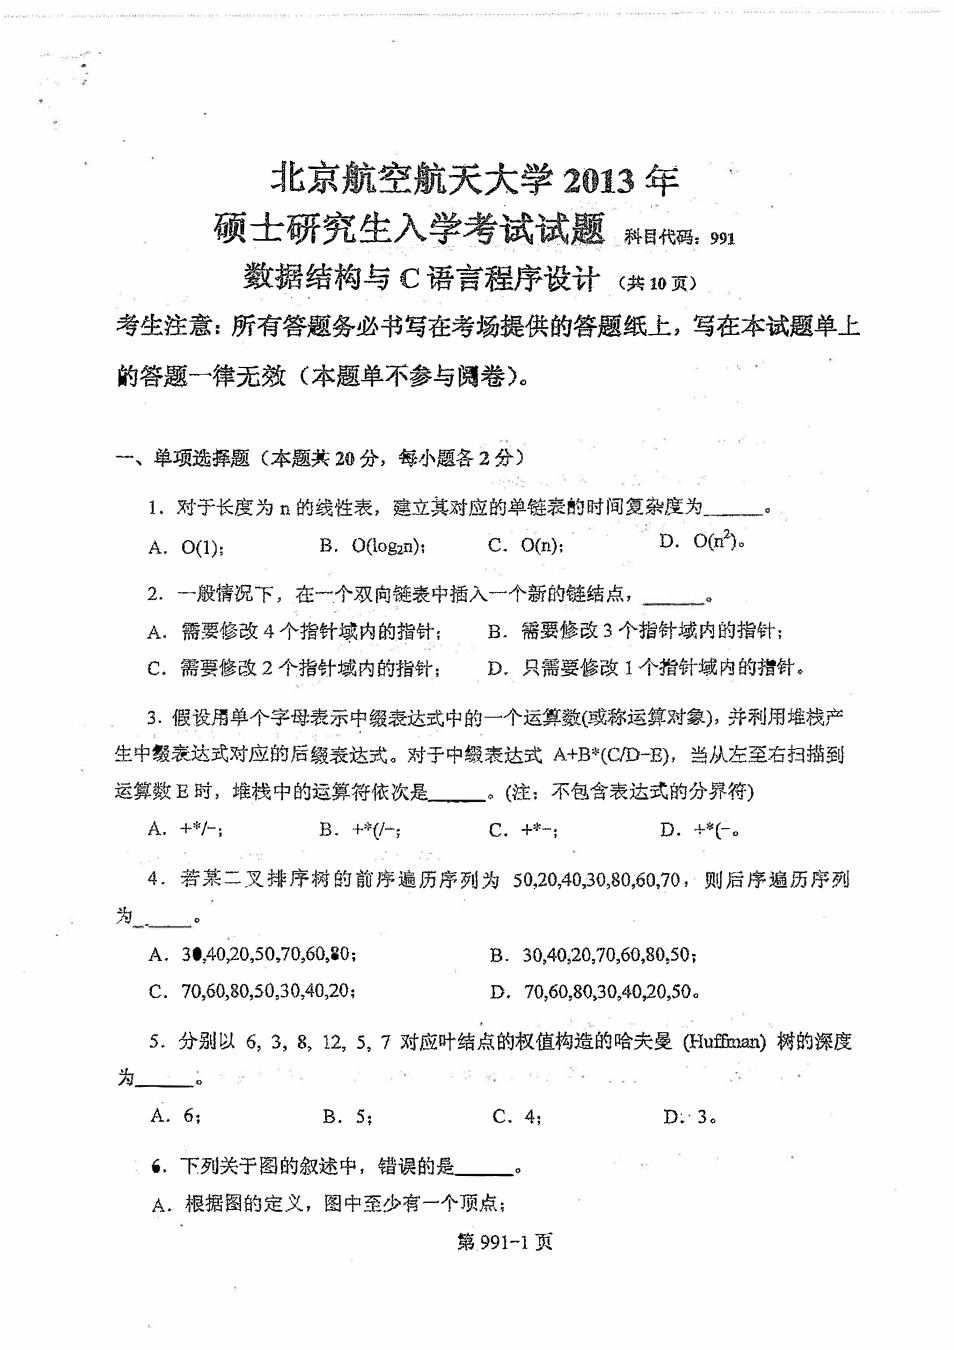 北京航空航天大学 2013 年
硕士研究生入学考试试题 科目代码：991
数据结构与 C 语言程序设计 （共 10 页）
考生注意：所有答题务必书写在考场提供的答题纸上，写在本试题单上
的答题一律无效（本题单不参与阅卷）。
一、单项选择题（本题共 20 分，每小题各 2 分）
1．对于长度为 n 的线性表，建立其对应的单链表的时间复杂度为______。
A．O(1)； B．O(log₂n)； C．O(n)； D．O(n²)。
2．一般情况下，在一个双向链表中插入一个新的链结点，______。
A．需要修改 4 个指针域内的指针； B．需要修改 3 个指针域内的指针；
C．需要修改 2 个指针域内的指针； D．只需要修改 1 个指针域内的指针。
3．假设用单个字母表示中缀表达式中的一个运算数(或称运算对象)，并利用堆栈产
生中缀表达式对应的后缀表达式。对于中缀表达式 A+B*(C/D-E)，当从左至右扫描到
运算数 E 时，堆栈中的运算符依次是______。(注：不包含表达式的分界符)
A．+*/-； B．+*(/-； C．+*-； D．+*(-。
4．若某二叉排序树的前序遍历序列为 50,20,40,30,80,60,70，则后序遍历序列
为______。
A．30,40,20,50,70,60,80； B．30,40,20,70,60,80,50；
C．70,60,80,50,30,40,20； D．70,60,80,30,40,20,50。
5．分别以 6, 3, 8, 12, 5, 7 对应叶结点的权值构造的哈夫曼 (Huffman) 树的深度
为______。
A．6； B．5； C．4； D．3。
6．下列关于图的叙述中，错误的是______。
A．根据图的定义，图中至少有一个顶点；
第 991-1 页